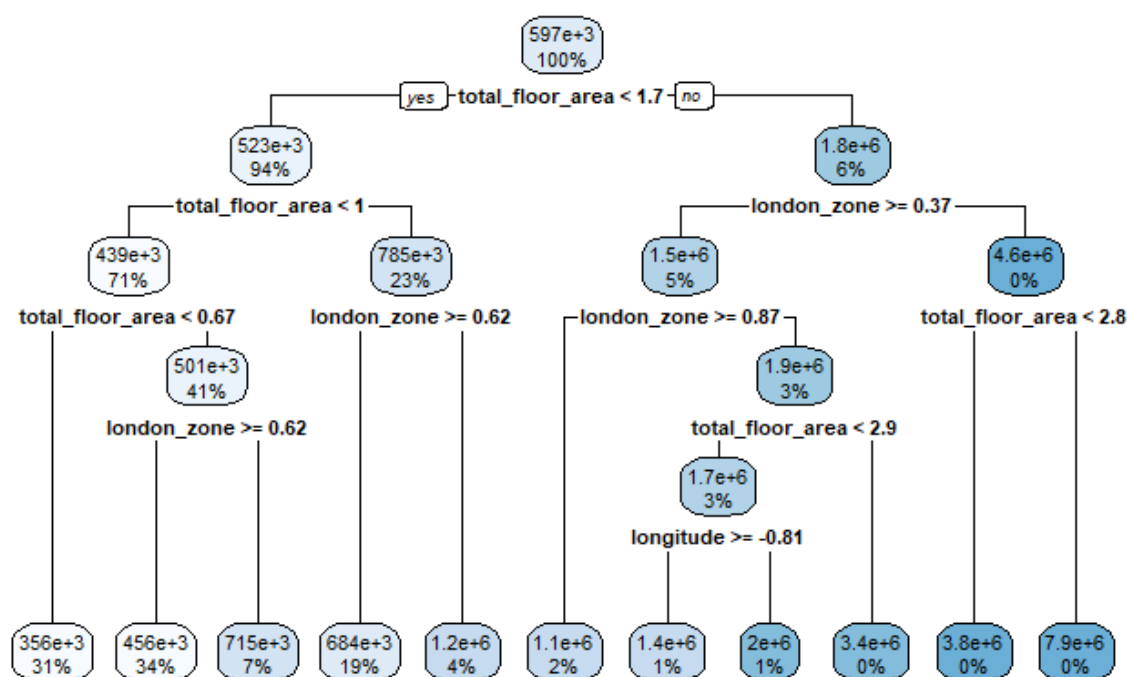 597e+3
100%
yes total_floor_area < 1.7 no
523e+3 1.8e+6
94% 6%
total_floor_area < 1 london_zone >= 0.37
439e+3 785e+3 1.5e+6 4.6e+6
71% 23% 5% 0%
total_floor_area < 0.67 london_zone >= 0.62 london_zone >= 0.87 total_floor_area < 2.8
501e+3 1.9e+6
41% 3%
london_zone >= 0.62 total_floor_area < 2.9
1.7e+6
3%
longitude >= -0.81
356e+3 456e+3 715e+3 684e+3 1.2e+6 1.1e+6 1.4e+6 2e+6 3.4e+6 3.8e+6 7.9e+6
31% 34% 7% 19% 4% 2% 1% 1% 0% 0% 0%